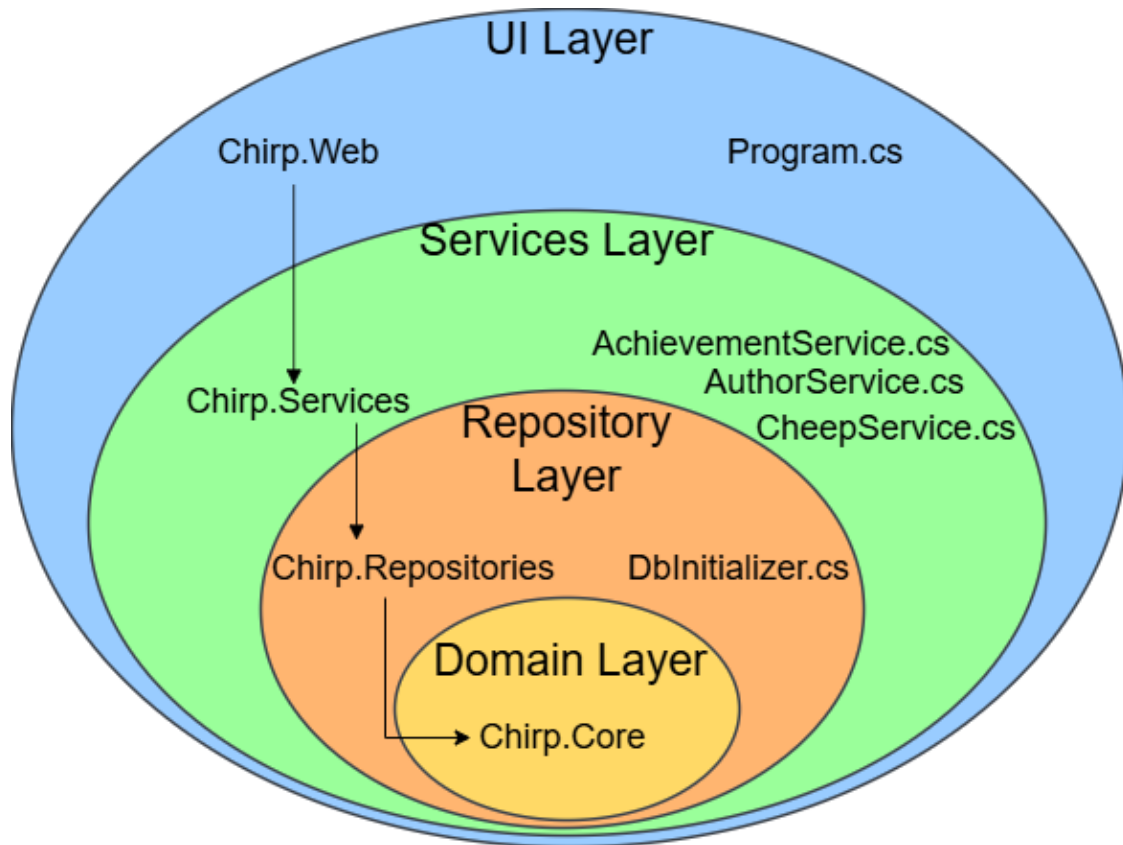 UI Layer
Chirp.Web
Program.cs
Services Layer
AchievementService.cs
AuthorService.cs
Chirp.Services
CheepService.cs
Repository
Layer
Chirp.Repositories
DbInitializer.cs
Domain Layer
Chirp.Core